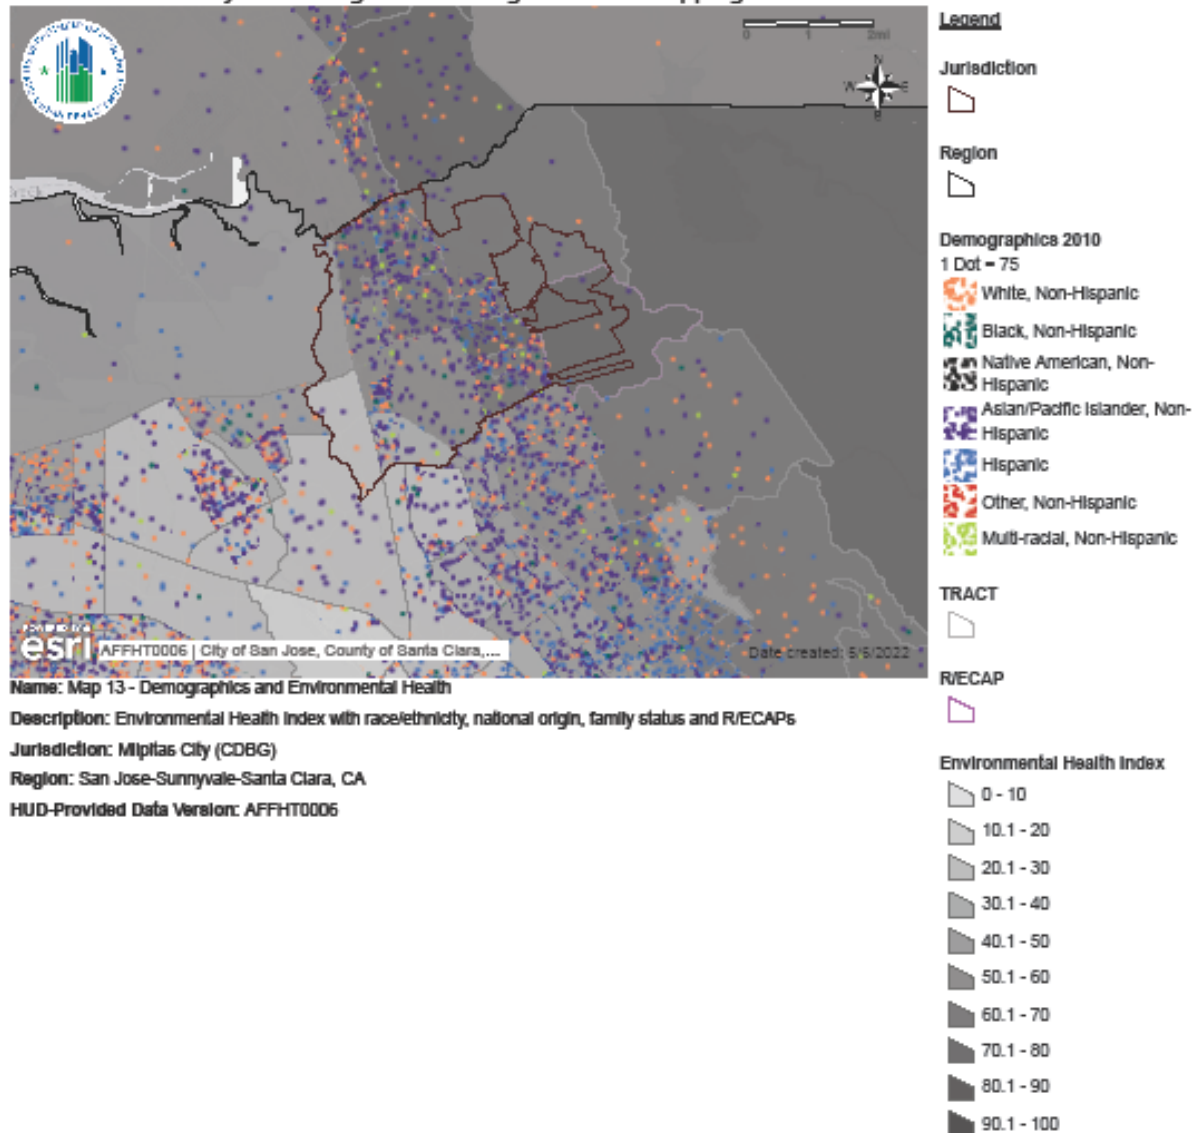 0 1 2mi
N
W E
S
POWERED BY
esri
AFFHT0006 | City of San Jose, County of Santa Clara,...
Date created: 5/6/2022
Name: Map 13 - Demographics and Environmental Health
Description: Environmental Health Index with race/ethnicity, national origin, family status and R/ECAPs
Jurisdiction: Milpitas City (CDBG)
Region: San Jose-Sunnyvale-Santa Clara, CA
HUD-Provided Data Version: AFFHT0006
Legend
Jurisdiction
Region
Demographics 2010
1 Dot = 75
White, Non-Hispanic
Black, Non-Hispanic
Native American, Non-
Hispanic
Asian/Pacific Islander, Non-
Hispanic
Hispanic
Other, Non-Hispanic
Multi-racial, Non-Hispanic
TRACT
R/ECAP
Environmental Health Index
0 - 10
10.1 - 20
20.1 - 30
30.1 - 40
40.1 - 50
50.1 - 60
60.1 - 70
70.1 - 80
80.1 - 90
90.1 - 100